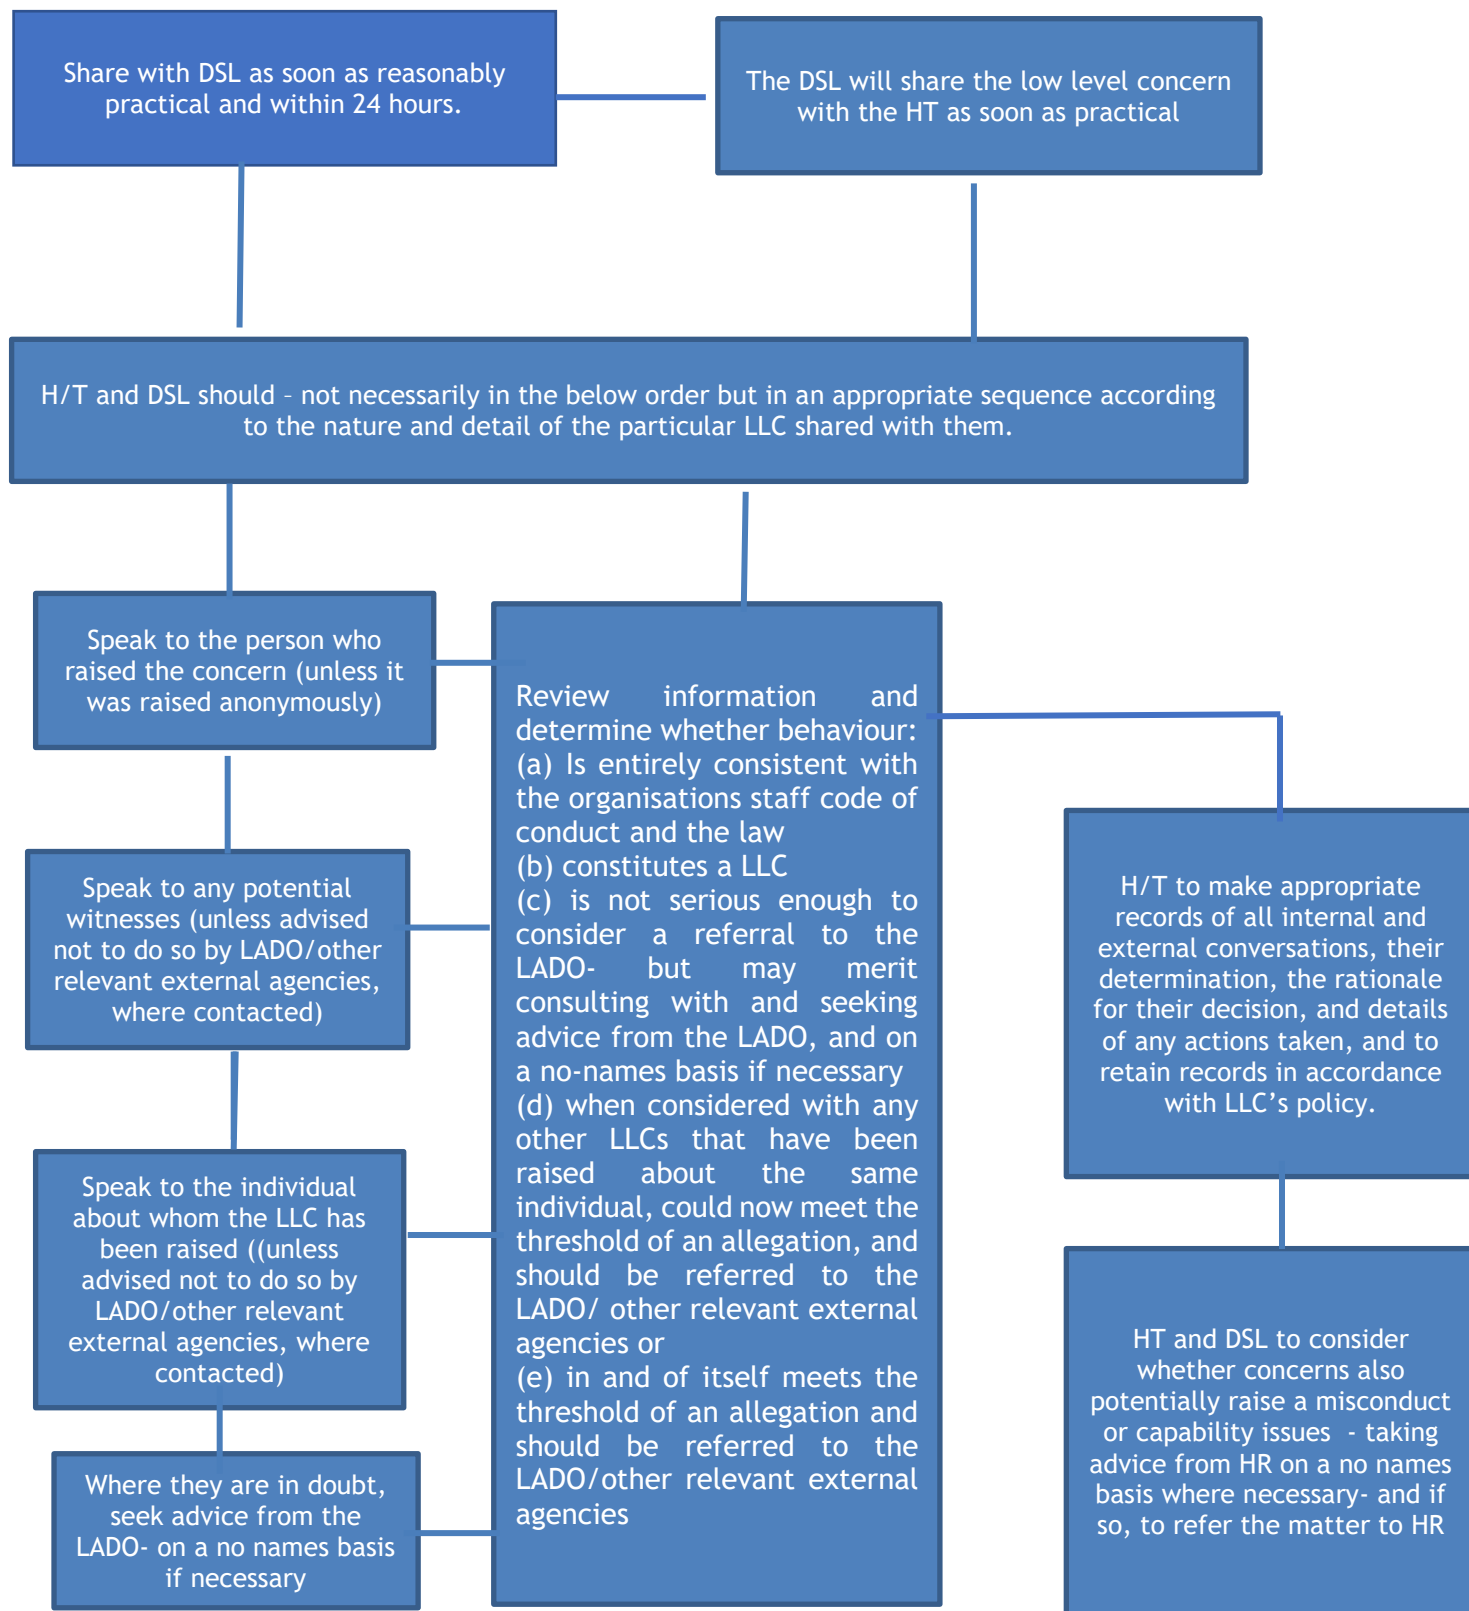 Share with DSL as soon as reasonably
practical and within 24 hours.
The DSL will share the low level concern
with the HT as soon as practical
H/T and DSL should – not necessarily in the below order but in an appropriate sequence according
to the nature and detail of the particular LLC shared with them.
Speak to the person who
raised the concern (unless it
was raised anonymously)
Speak to any potential
witnesses (unless advised
not to do so by LADO/other
relevant external agencies,
where contacted)
Speak to the individual
about whom the LLC has
been raised ((unless
advised not to do so by
LADO/other relevant
external agencies, where
contacted)
Where they are in doubt,
seek advice from the
LADO- on a no names basis
if necessary
Review information and
determine whether behaviour:
(a) Is entirely consistent with
the organisations staff code of
conduct and the law
(b) constitutes a LLC
(c) is not serious enough to
consider a referral to the
LADO- but may merit
consulting with and seeking
advice from the LADO, and on
a no-names basis if necessary
(d) when considered with any
other LLCs that have been
raised about the same
individual, could now meet the
threshold of an allegation, and
should be referred to the
LADO/ other relevant external
agencies or
(e) in and of itself meets the
threshold of an allegation and
should be referred to the
LADO/other relevant external
agencies
H/T to make appropriate
records of all internal and
external conversations, their
determination, the rationale
for their decision, and details
of any actions taken, and to
retain records in accordance
with LLC’s policy.
HT and DSL to consider
whether concerns also
potentially raise a misconduct
or capability issues  - taking
advice from HR on a no names
basis where necessary- and if
so, to refer the matter to HR